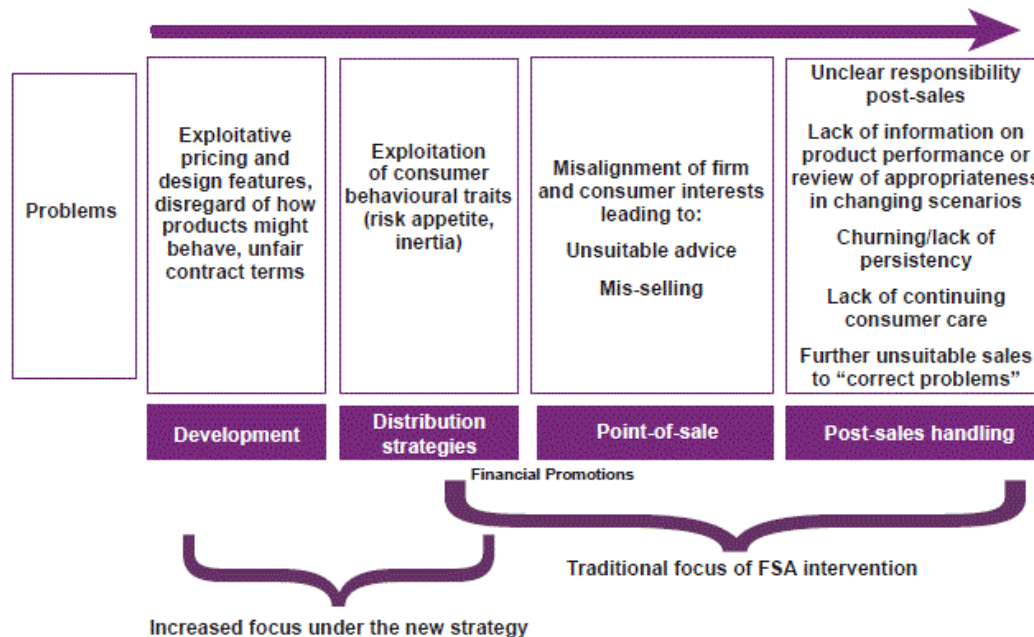 Problems
Exploitative
pricing and
design features,
disregard of how
products might
behave, unfair
contract terms
Exploitation
of consumer
behavioural traits
(risk appetite,
inertia)
Misalignment of firm
and consumer interests
leading to:
Unsuitable advice
Mis-selling
Unclear responsibility
post-sales
Lack of information on
product performance or
review of appropriateness
in changing scenarios
Churning/lack of
persistency
Lack of continuing
consumer care
Further unsuitable sales
to “correct problems”
Development
Distribution
strategies
Point-of-sale
Post-sales handling
Financial Promotions
Traditional focus of FSA intervention
Increased focus under the new strategy